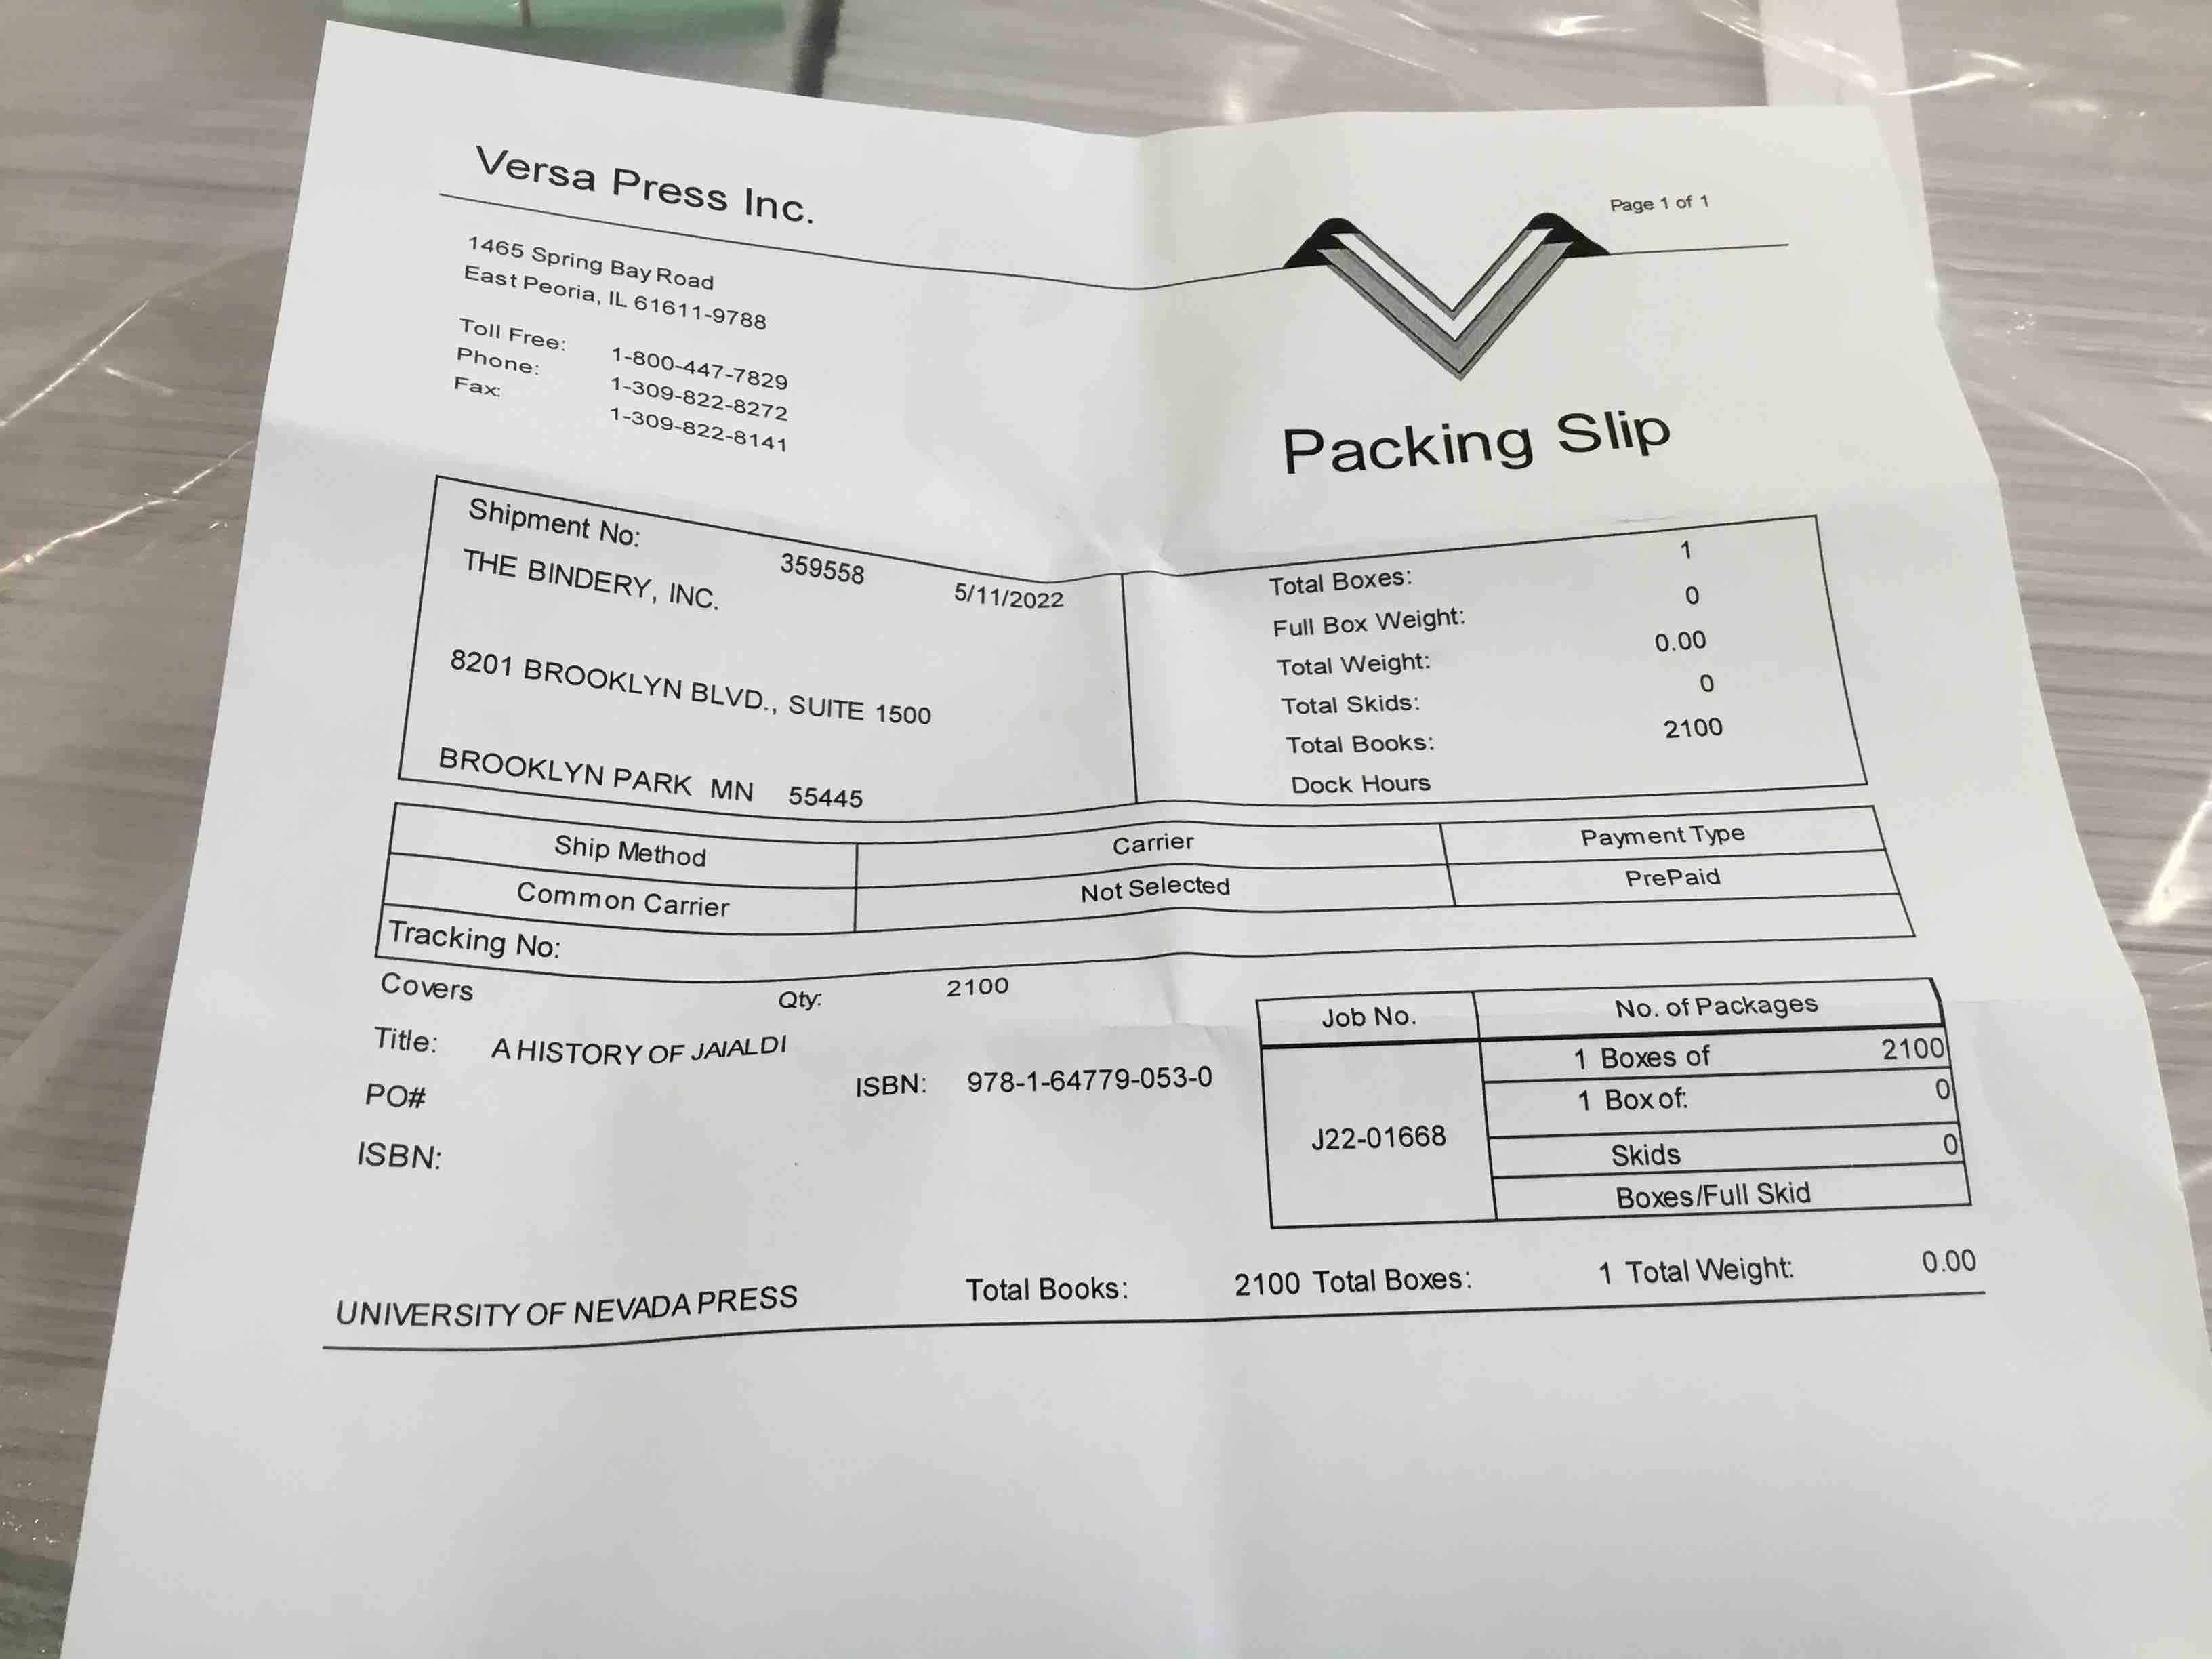 Versa Press Inc.
Page 1 of 1
1465 Spring Bay Road
East Peoria, IL 61611-9788
Toll Free: 1-800-447-7829
Phone: 1-309-822-8272
Fax: 1-309-822-8141
Packing Slip
Shipment No: 359558 5/11/2022
THE BINDERY, INC.
8201 BROOKLYN BLVD., SUITE 1500
BROOKLYN PARK MN 55445
Total Boxes: 1
Full Box Weight: 0
Total Weight: 0.00
Total Skids: 0
Total Books: 2100
Dock Hours
Ship Method Carrier Payment Type
Common Carrier Not Selected PrePaid
Tracking No:
Covers Qty: 2100
Title: A HISTORY OF JAIALDI
PO# ISBN: 978-1-64779-053-0
ISBN:
Job No. No. of Packages
J22-01668
1 Boxes of 2100
1 Box of: 0
Skids 0
Boxes/Full Skid
UNIVERSITY OF NEVADA PRESS Total Books: 2100 Total Boxes: 1 Total Weight: 0.00